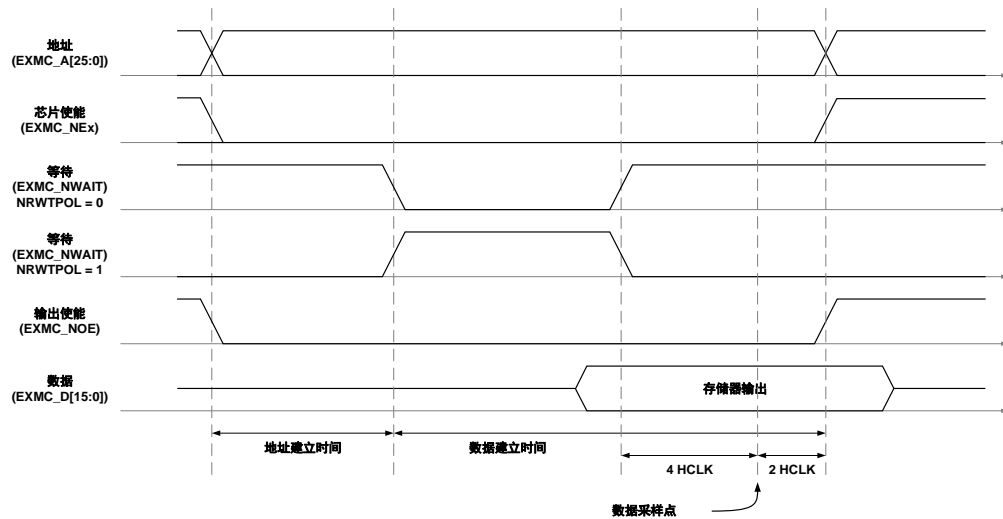 地址
(EXMC_A[25:0])
芯片使能
(EXMC_NEx)
等待
(EXMC_NWAIT)
NRWTPOL = 0
等待
(EXMC_NWAIT)
NRWTPOL = 1
输出使能
(EXMC_NOE)
数据
(EXMC_D[15:0])
存储器输出
地址建立时间
数据建立时间
4 HCLK
2 HCLK
数据采样点